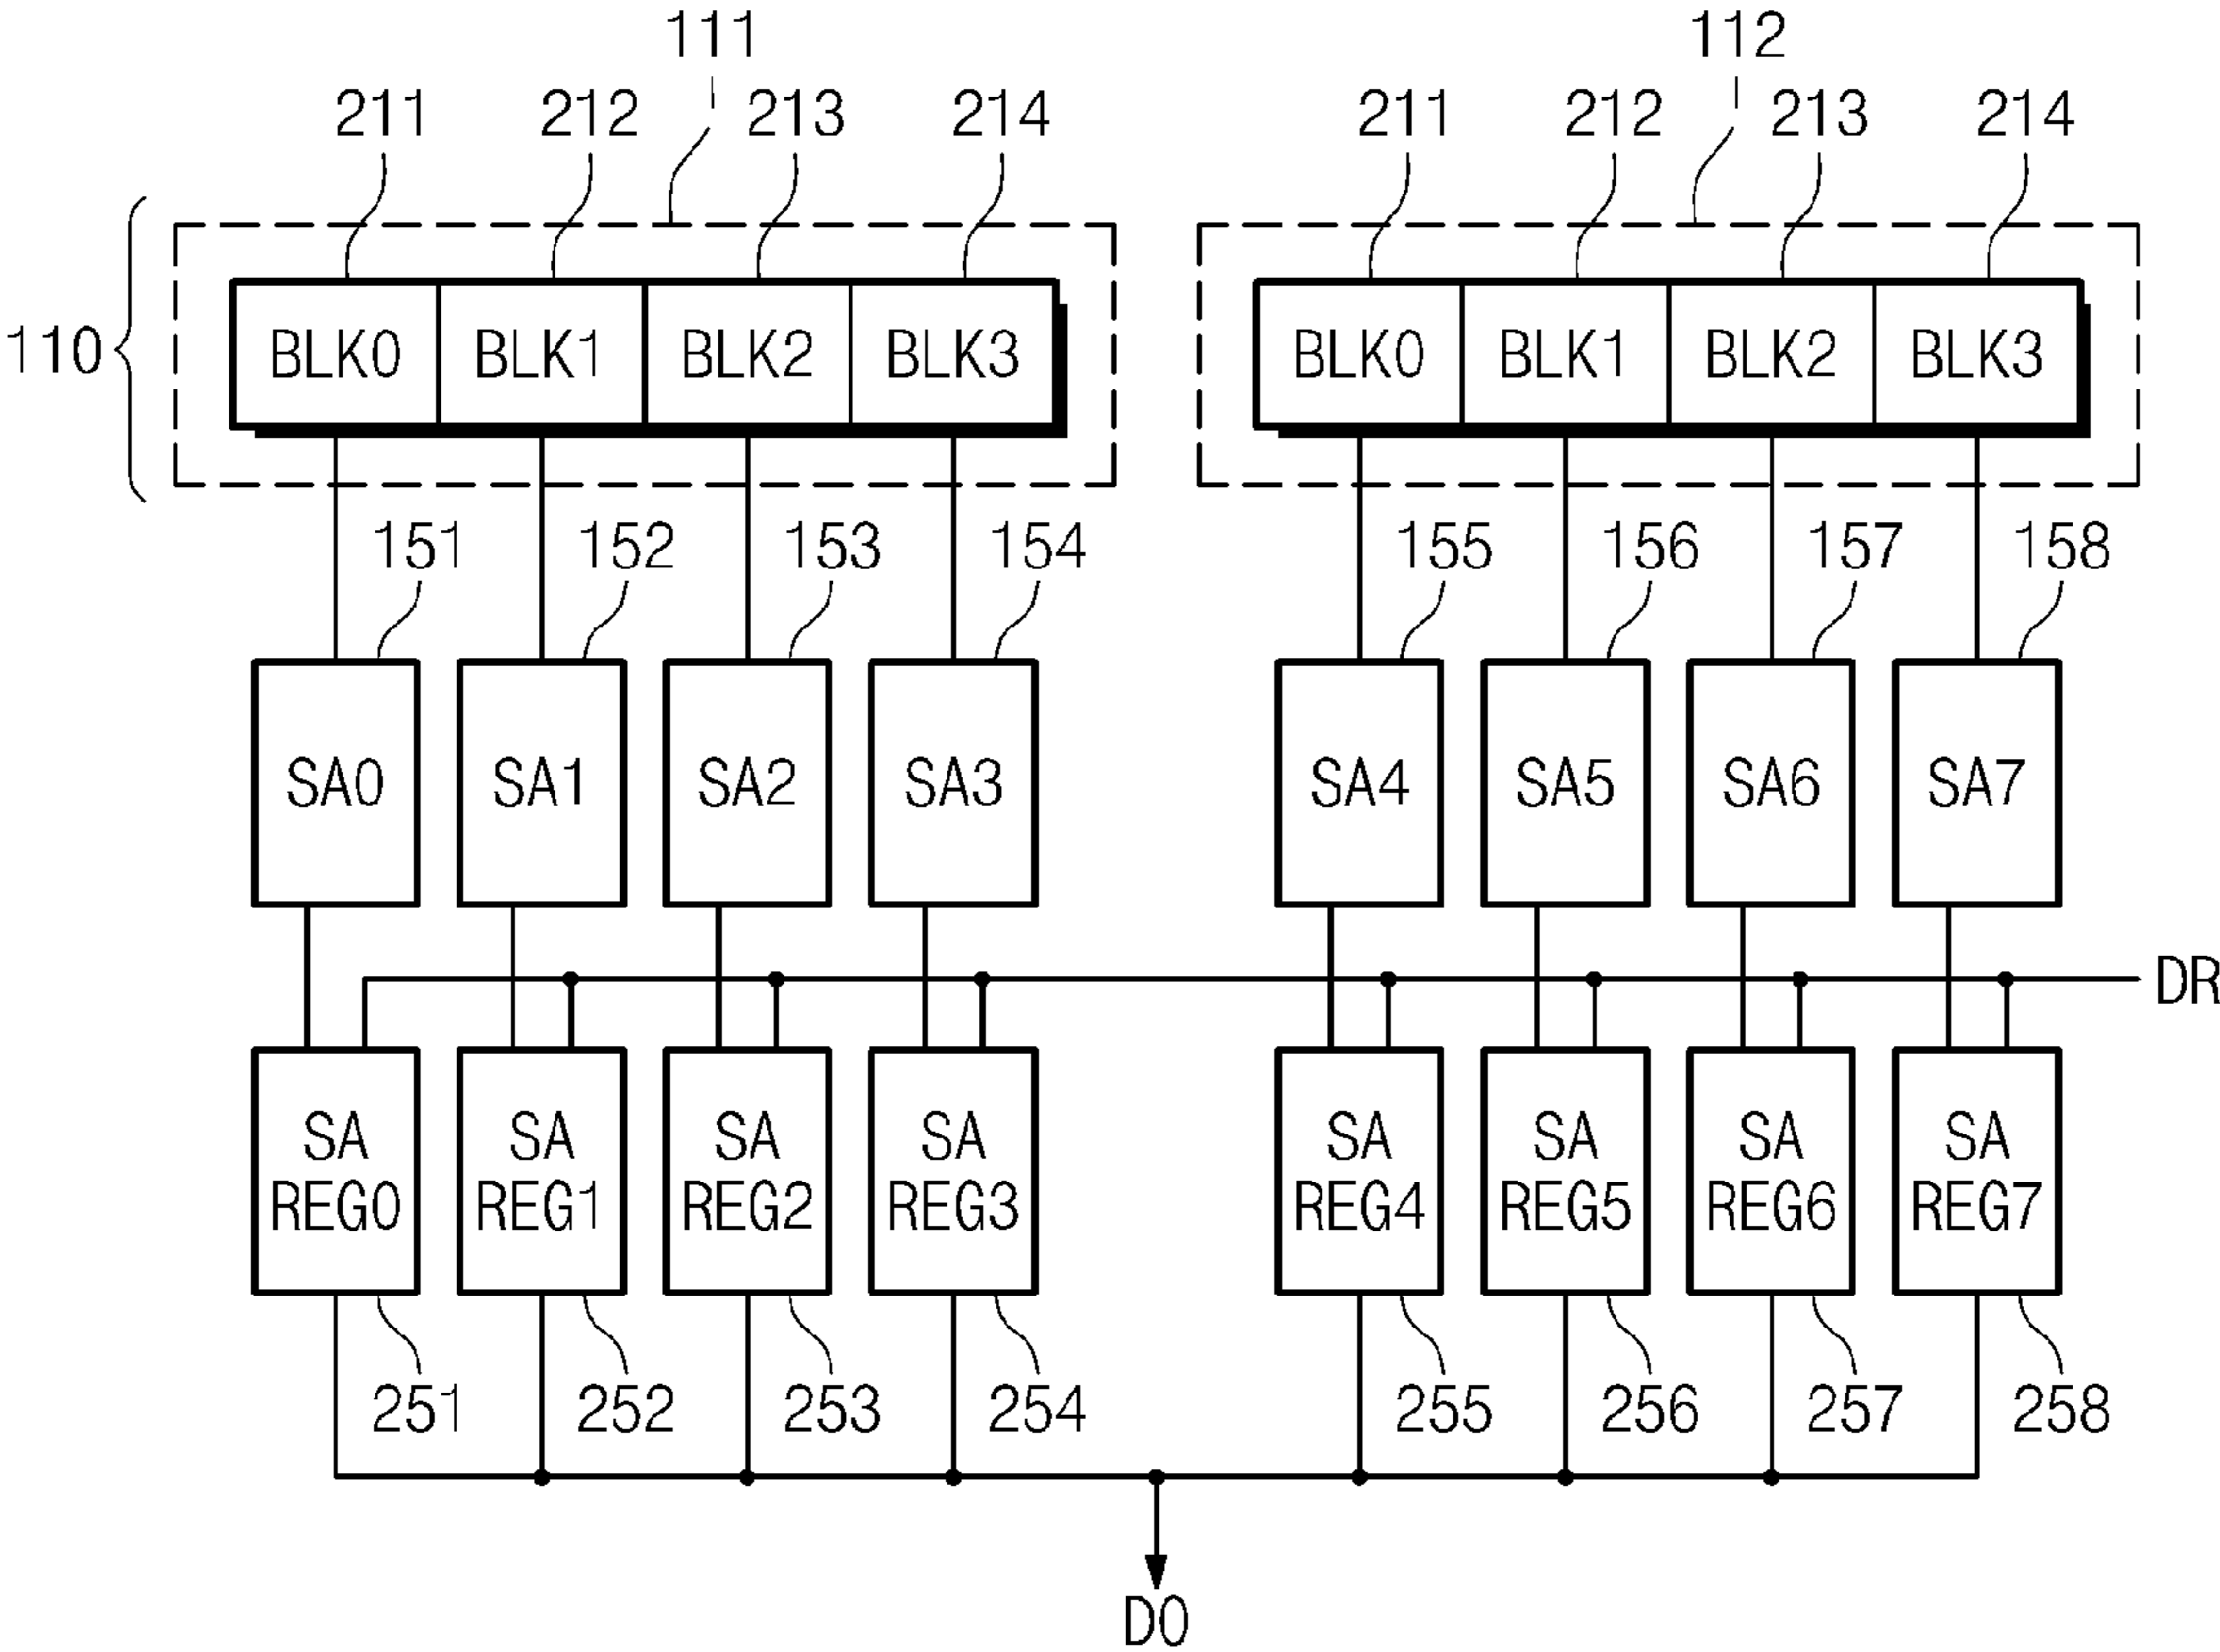 111 112
211 212 213 214 211 212 213 214
110
BLK0 BLK1 BLK2 BLK3 BLK0 BLK1 BLK2 BLK3
151 152 153 154 155 156 157 158
SA0 SA1 SA2 SA3 SA4 SA5 SA6 SA7
DR
SA SA SA SA SA SA SA SA
REG0 REG1 REG2 REG3 REG4 REG5 REG6 REG7
251 252 253 254 255 256 257 258
DO